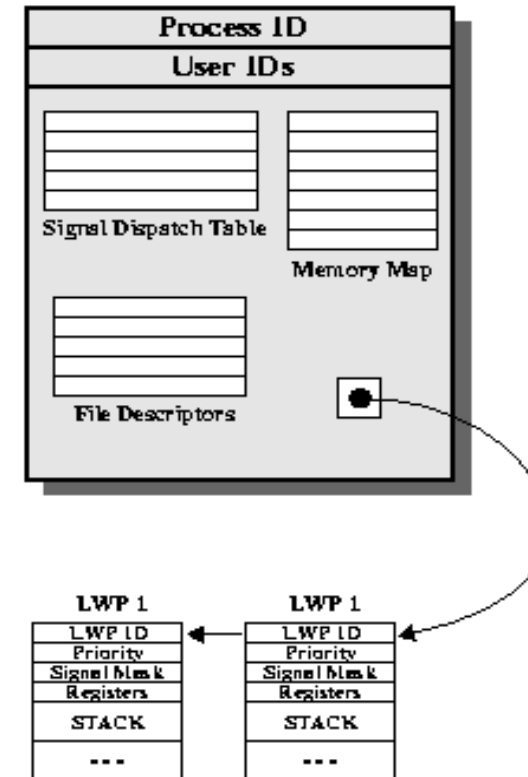 Process ID
User IDs
Signal Dispatch Table
Memory Map
File Descriptors
LWP 1
LWP 1
LWP ID
Priority
Signal Mask
Registers
STACK
---
LWP ID
Priority
Signal Mask
Registers
STACK
---